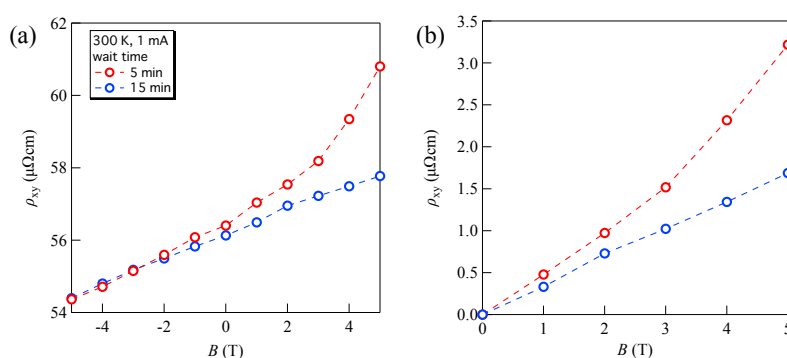 (a)
62
60
58
56
54
ρxy (μΩcm)
300 K, 1 mA
wait time
5 min
15 min
-4
-2
0
2
4
B (T)
(b)
3.5
3.0
2.5
2.0
1.5
1.0
0.5
0.0
ρxy (μΩcm)
0
1
2
3
4
5
B (T)